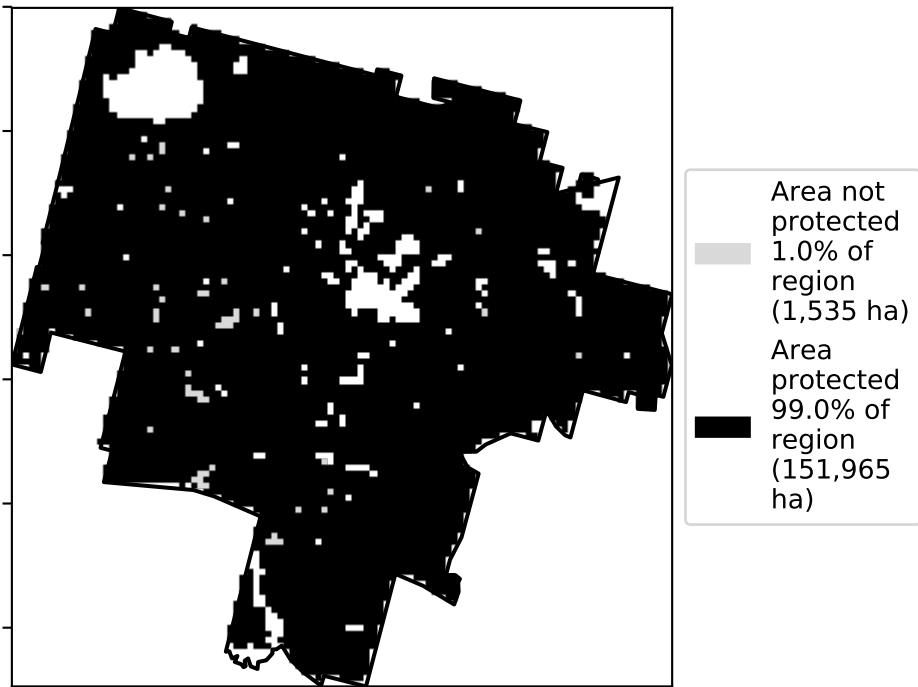 Area not
protected
1.0% of
region
(1,535 ha)
Area
protected
99.0% of
region
(151,965
ha)